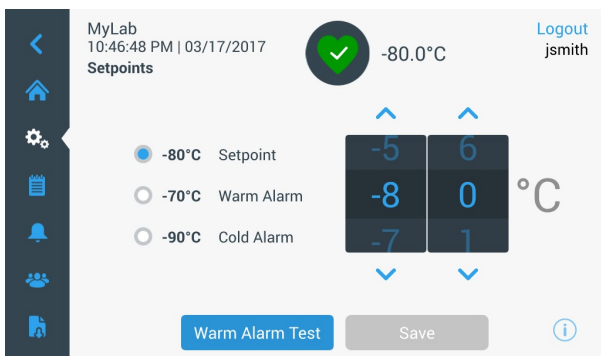 MyLab
10:46:48 PM | 03/17/2017
Setpoints
-80.0°C
Logout
jsmith
-80°C Setpoint
-70°C Warm Alarm
-90°C Cold Alarm
-5 6
-8 0 °C
-7 1
Warm Alarm Test
Save
i